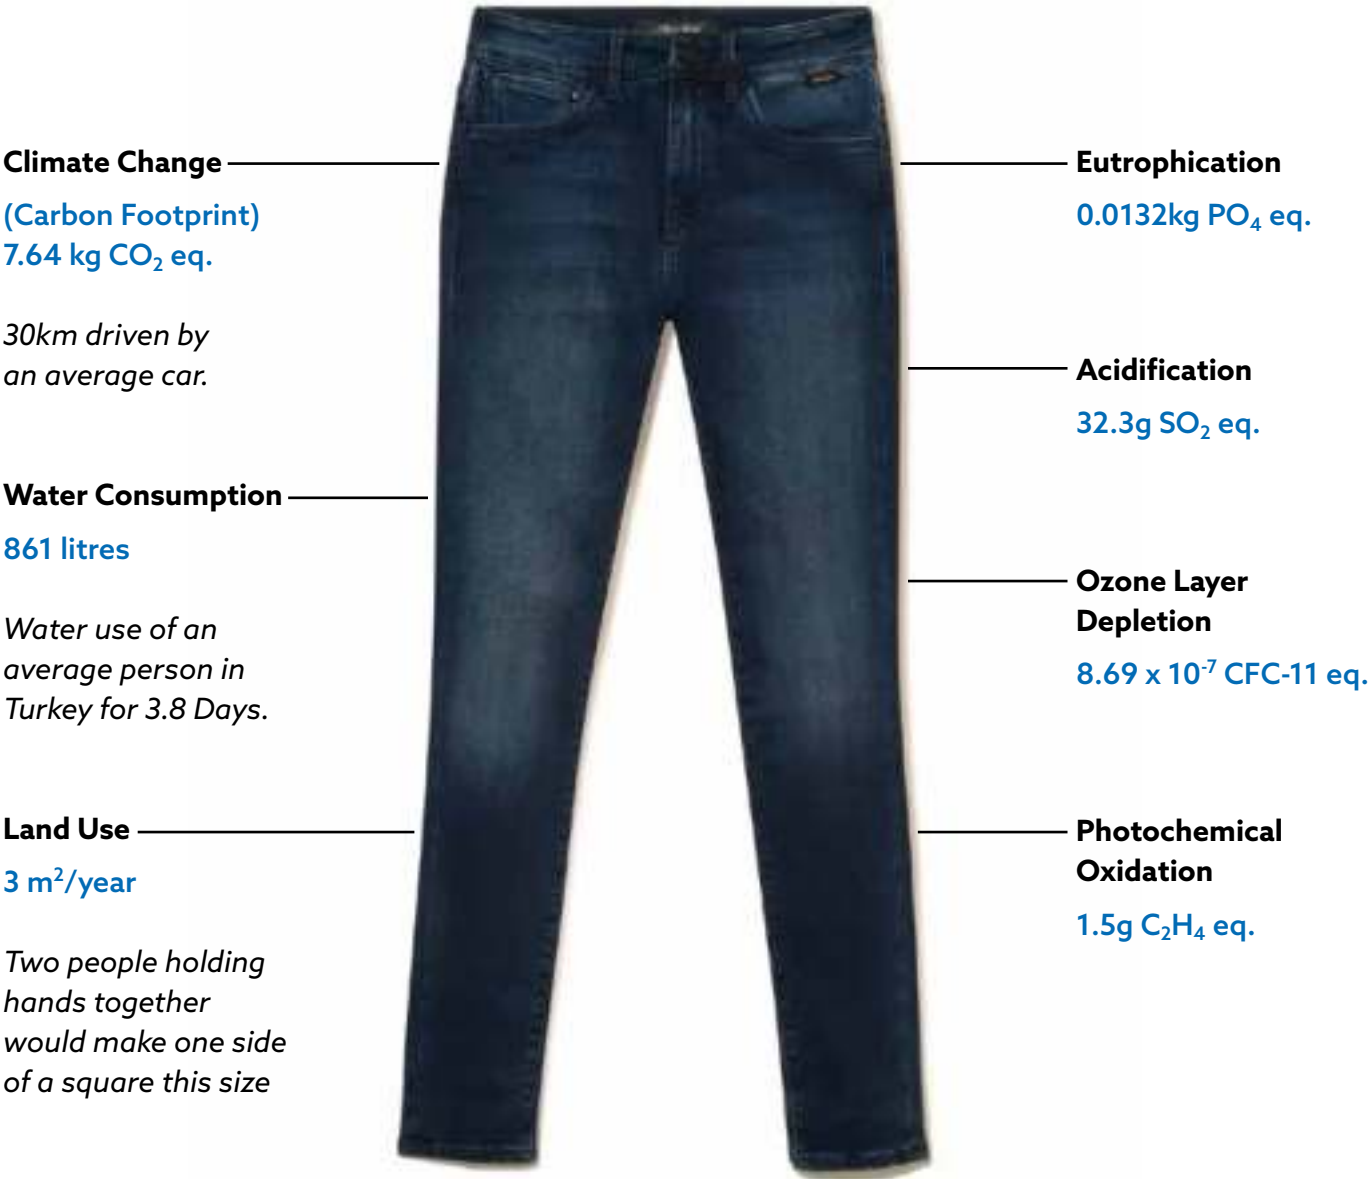 Climate Change
(Carbon Footprint)
7.64 kg CO₂ eq.
30km driven by
an average car.
Water Consumption
861 litres
Water use of an
average person in
Turkey for 3.8 Days.
Land Use
3 m²/year
Two people holding
hands together
would make one side
of a square this size
Eutrophication
0.0132kg PO₄ eq.
Acidification
32.3g SO₂ eq.
Ozone Layer
Depletion
8.69 x 10⁻⁷ CFC-11 eq.
Photochemical
Oxidation
1.5g C₂H₄ eq.